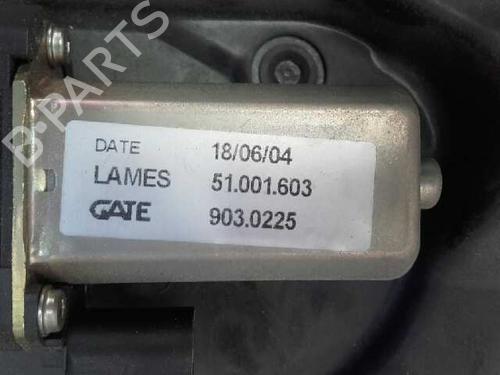 B-PARTS
DATE 18/06/04
LAMES 51.001.603
GATE 903.0225